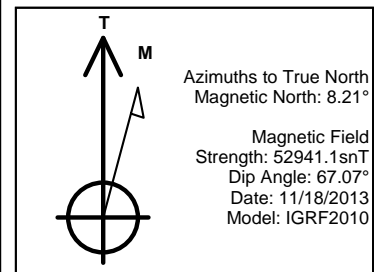 T
M
Azimuths to True North
Magnetic North: 8.21°
Magnetic Field
Strength: 52941.1snT
Dip Angle: 67.07°
Date: 11/18/2013
Model: IGRF2010